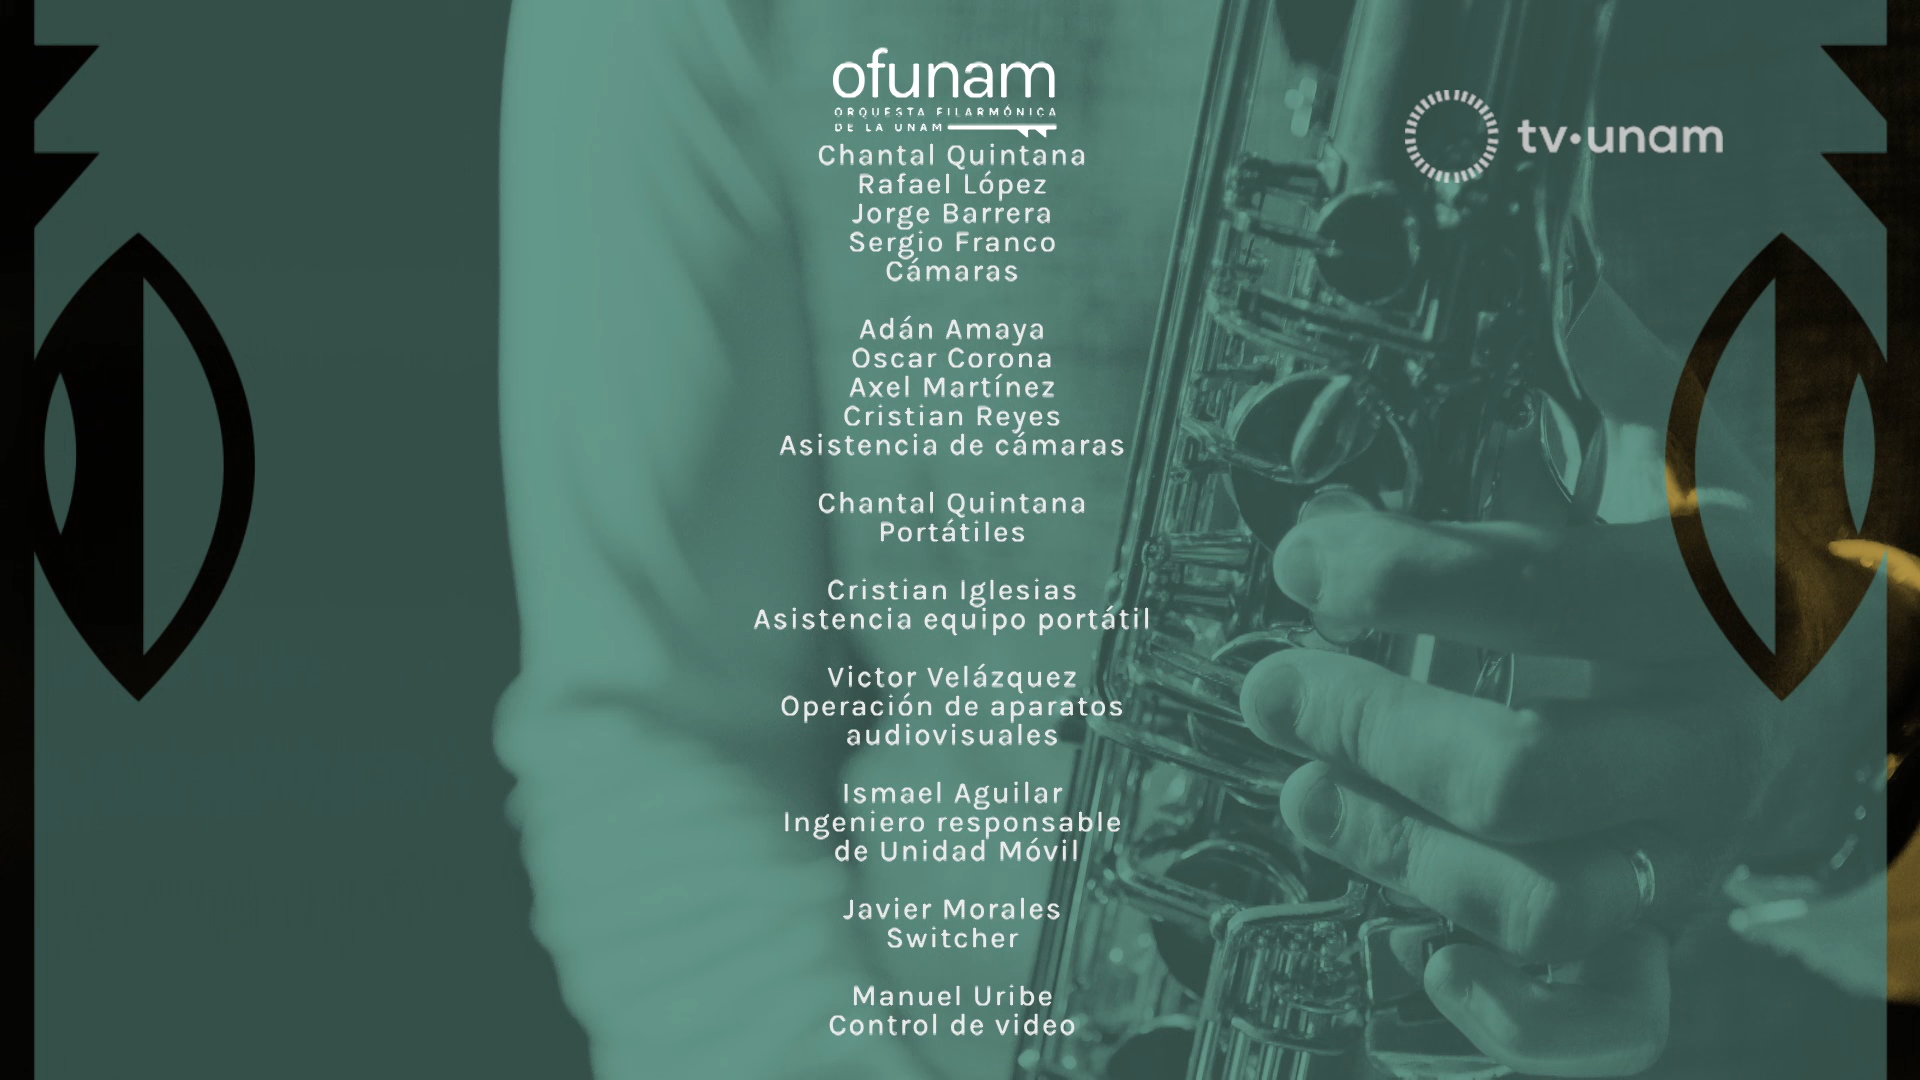 ofunam
ORQUESTA FILARMÓNICA
DE LA UNAM
tv·unam
Chantal Quintana
Rafael López
Jorge Barrera
Sergio Franco
Cámaras
Adán Amaya
Oscar Corona
Axel Martínez
Cristian Reyes
Asistencia de cámaras
Chantal Quintana
Portátiles
Cristian Iglesias
Asistencia equipo portátil
Victor Velázquez
Operación de aparatos
audiovisuales
Ismael Aguilar
Ingeniero responsable
de Unidad Móvil
Javier Morales
Switcher
Manuel Uribe
Control de video